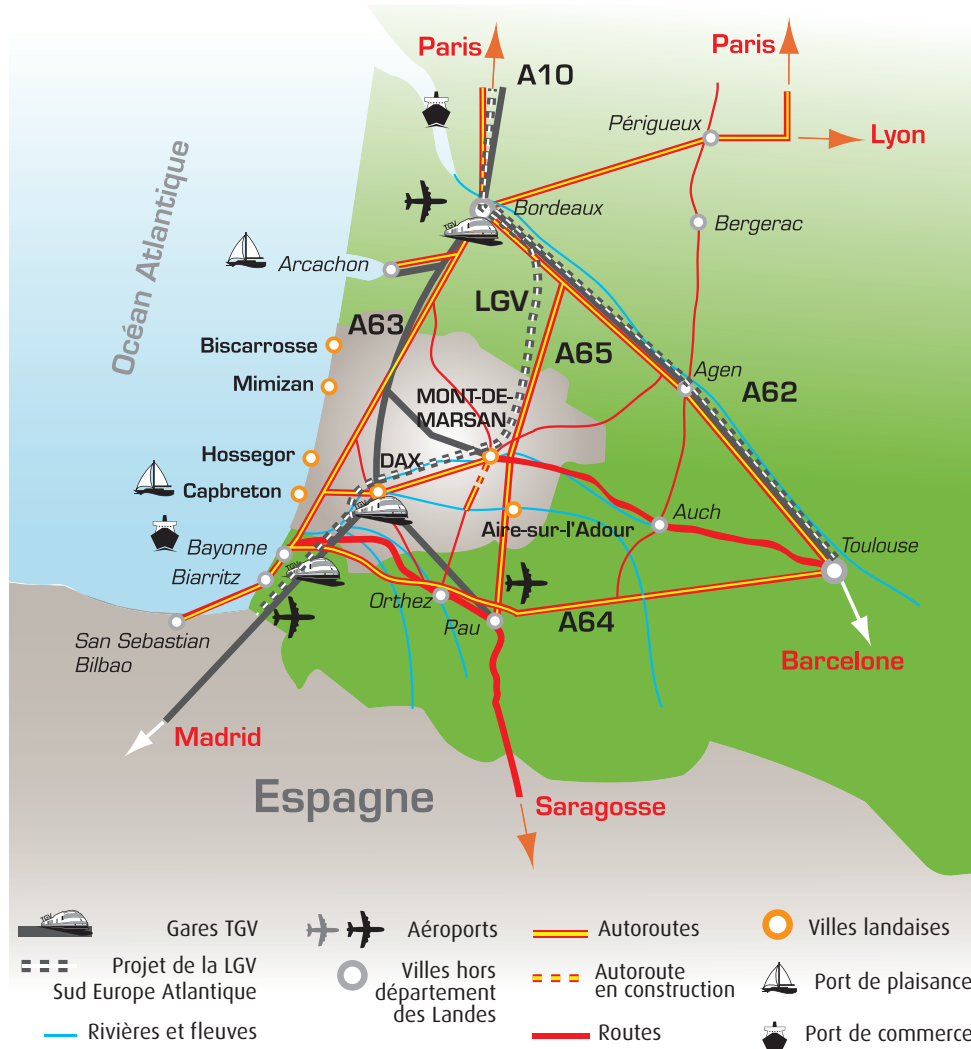 Paris
Paris
A10
Périgueux
Lyon
Océan Atlantique
Bordeaux
TGV
Bergerac
Arcachon
LGV
A63
Biscarrosse
A65
Agen
Mimizan
MONT-DE-
MARSAN
A62
Hossegor
DAX
Capbreton
TGV
Auch
Aire-sur-l'Adour
Bayonne
Toulouse
Biarritz
TGV
Orthez
San Sebastian
Bilbao
Pau
A64
Barcelone
Madrid
Espagne
Saragosse
TGV
Gares TGV
Projet de la LGV
Sud Europe Atlantique
Rivières et fleuves
Aéroports
Villes hors
département
des Landes
Autoroutes
Autoroute
en construction
Routes
Villes landaises
Port de plaisance
Port de commerce